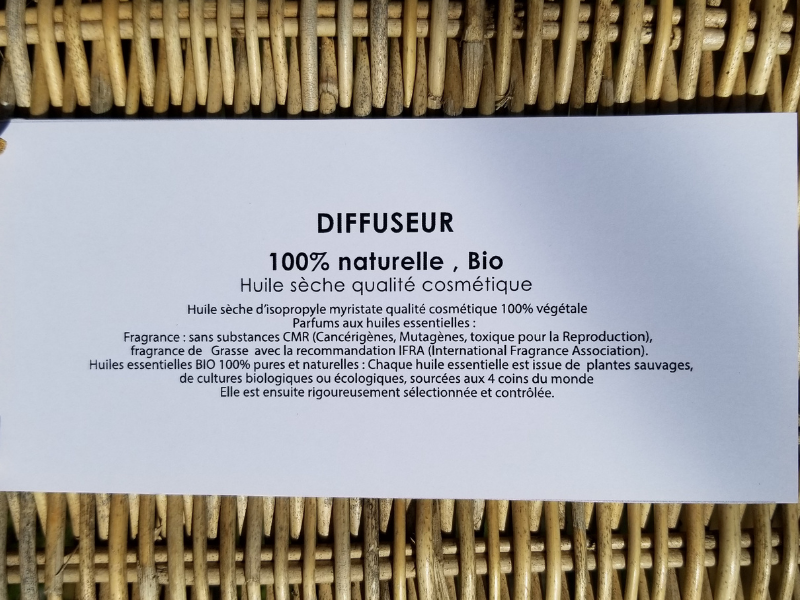 DIFFUSEUR
100% naturelle , Bio
Huile sèche qualité cosmétique
Huile sèche d'isopropyle myristate qualité cosmétique 100% végétale
Parfums aux huiles essentielles :
Fragrance : sans substances CMR (Cancérigènes, Mutagènes, toxique pour la Reproduction),
fragrance de Grasse avec la recommandation IFRA (International Fragrance Association).
Huiles essentielles BIO 100% pures et naturelles : Chaque huile essentielle est issue de plantes sauvages,
de cultures biologiques ou écologiques, sourcées aux 4 coins du monde
Elle est ensuite rigoureusement sélectionnée et contrôlée.